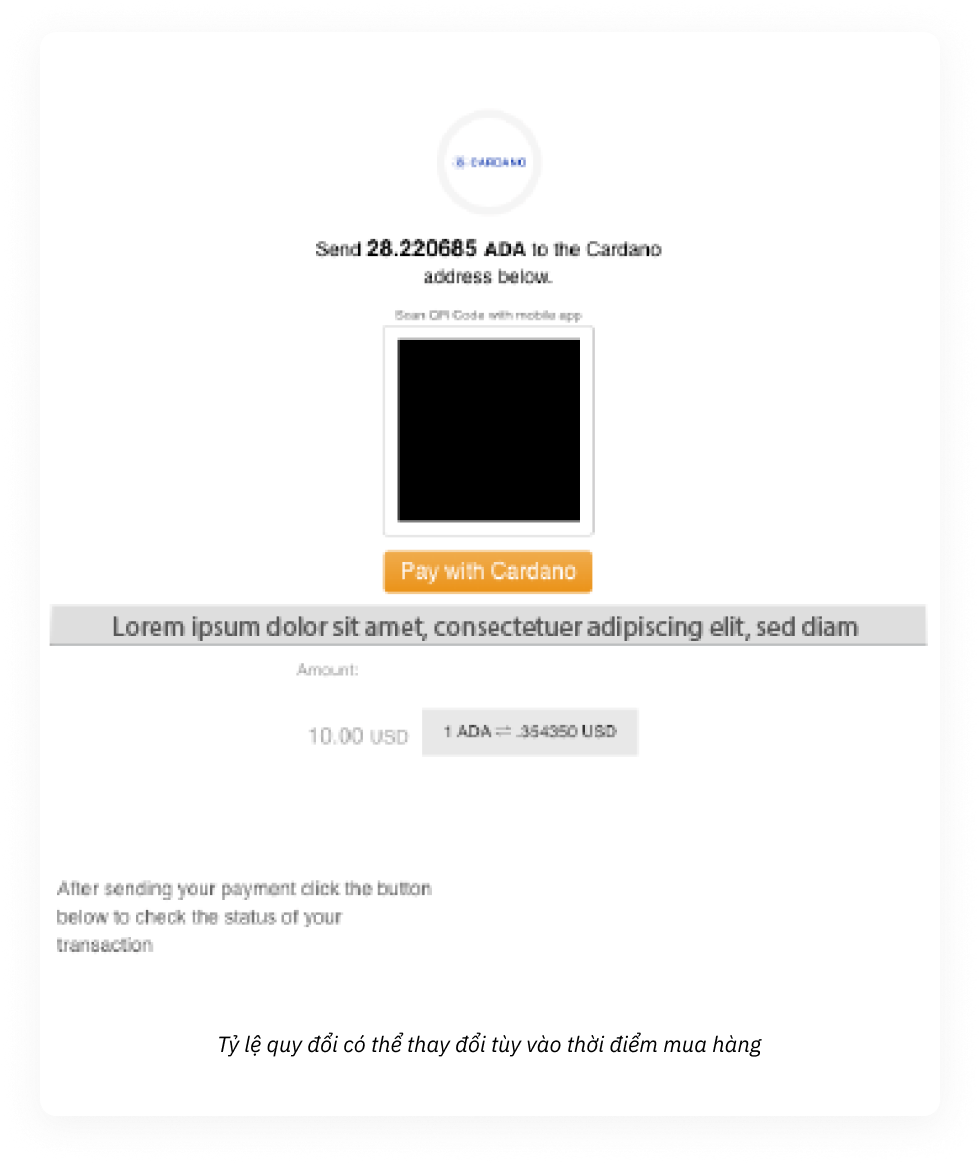 CARDANO
Send 28.220685 ADA to the Cardano
address below.
Scan QR Code with mobile app
Pay with Cardano
Lorem ipsum dolor sit amet, consectetuer adipiscing elit, sed diam
Amount:
10.00 USD 1 ADA ⇌ .354350 USD
After sending your payment click the button
below to check the status of your
transaction
Tỷ lệ quy đổi có thể thay đổi tùy vào thời điểm mua hàng